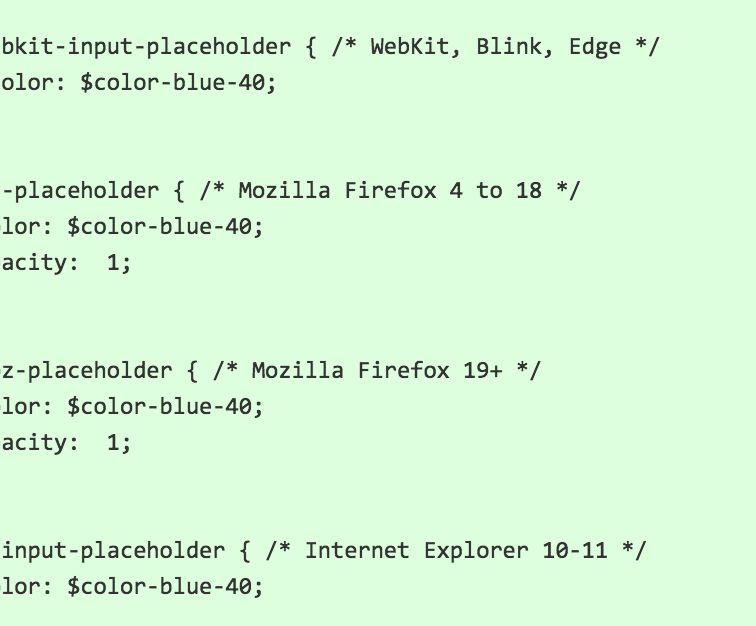 bkit-input-placeholder { /* WebKit, Blink, Edge */
olor: $color-blue-40;
-placeholder { /* Mozilla Firefox 4 to 18 */
lor: $color-blue-40;
acity:  1;
z-placeholder { /* Mozilla Firefox 19+ */
lor: $color-blue-40;
acity:  1;
input-placeholder { /* Internet Explorer 10-11 */
lor: $color-blue-40;